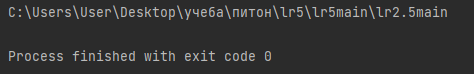 C:\Users\User\Desktop\учеба\питон\lr5\lr5main\lr2.5main
Process finished with exit code 0